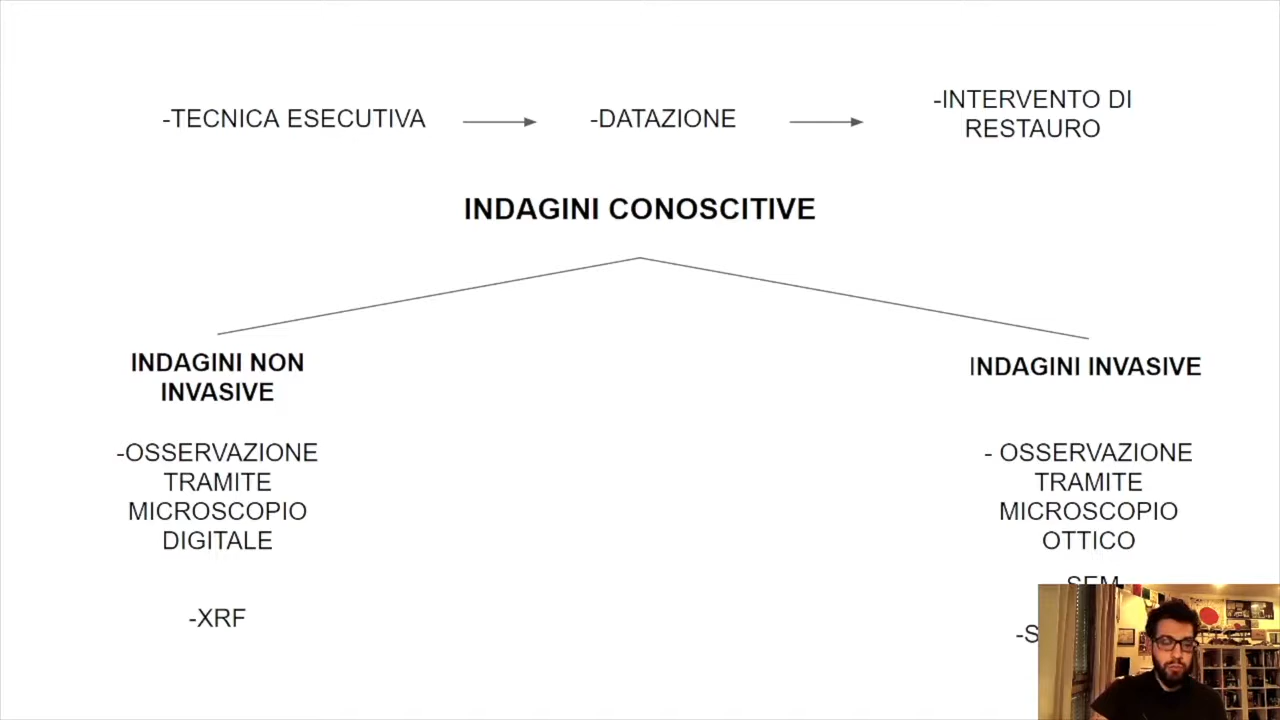 -TECNICA ESECUTIVA
-DATAZIONE
-INTERVENTO DI
RESTAURO
INDAGINI CONOSCITIVE
INDAGINI NON
INVASIVE
-OSSERVAZIONE
TRAMITE
MICROSCOPIO
DIGITALE
-XRF
INDAGINI INVASIVE
- OSSERVAZIONE
TRAMITE
MICROSCOPIO
OTTICO
SEM